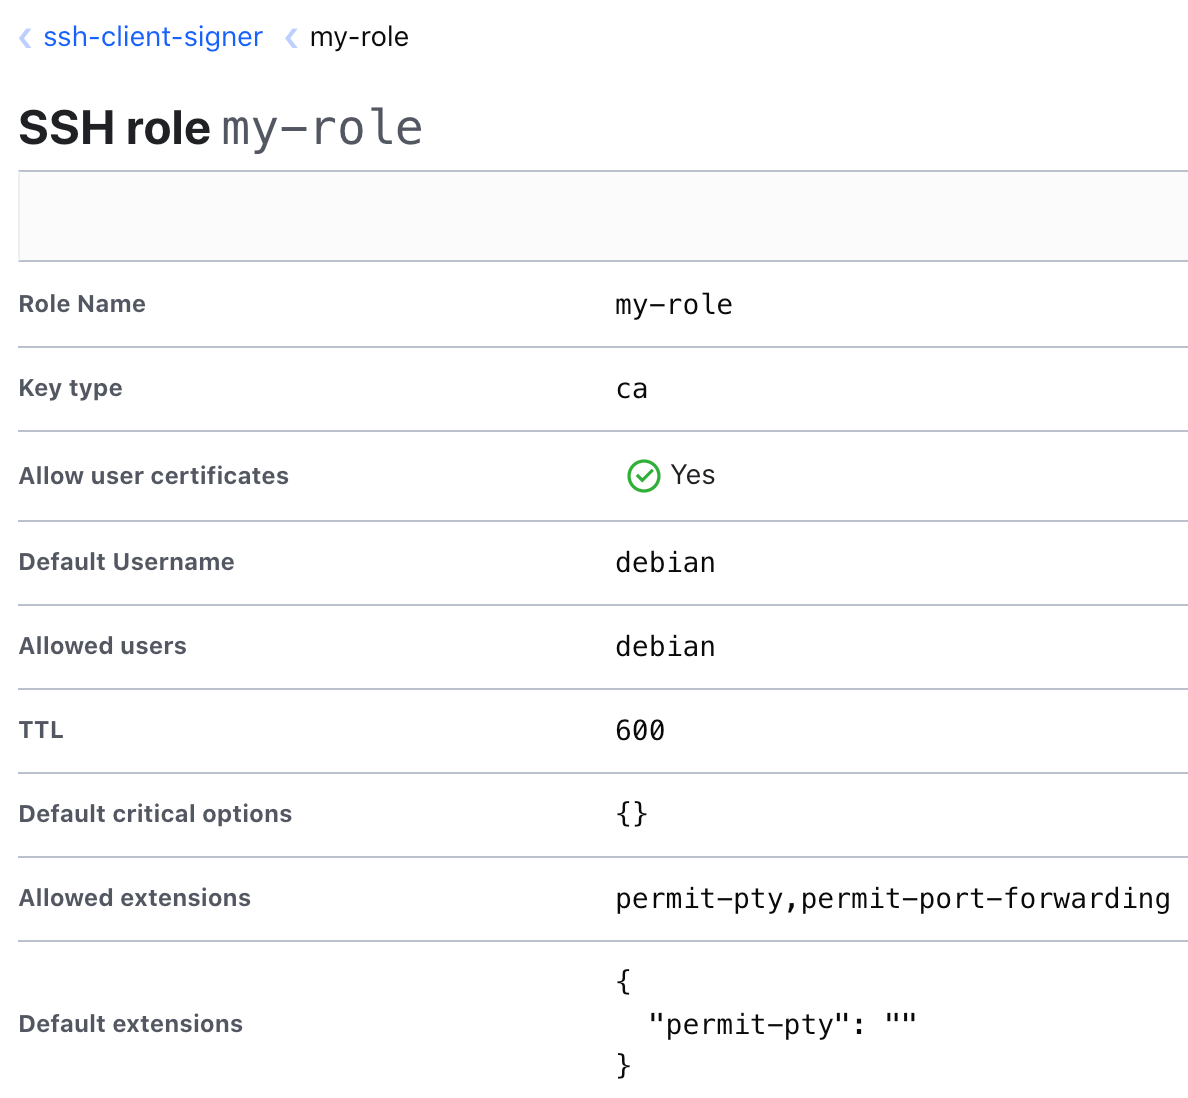 ssh-client-signer my-role
SSH role my-role
Role Name my-role
Key type ca
Allow user certificates Yes
Default Username debian
Allowed users debian
TTL 600
Default critical options {}
Allowed extensions permit-pty,permit-port-forwarding
{
Default extensions "permit-pty": ""
}